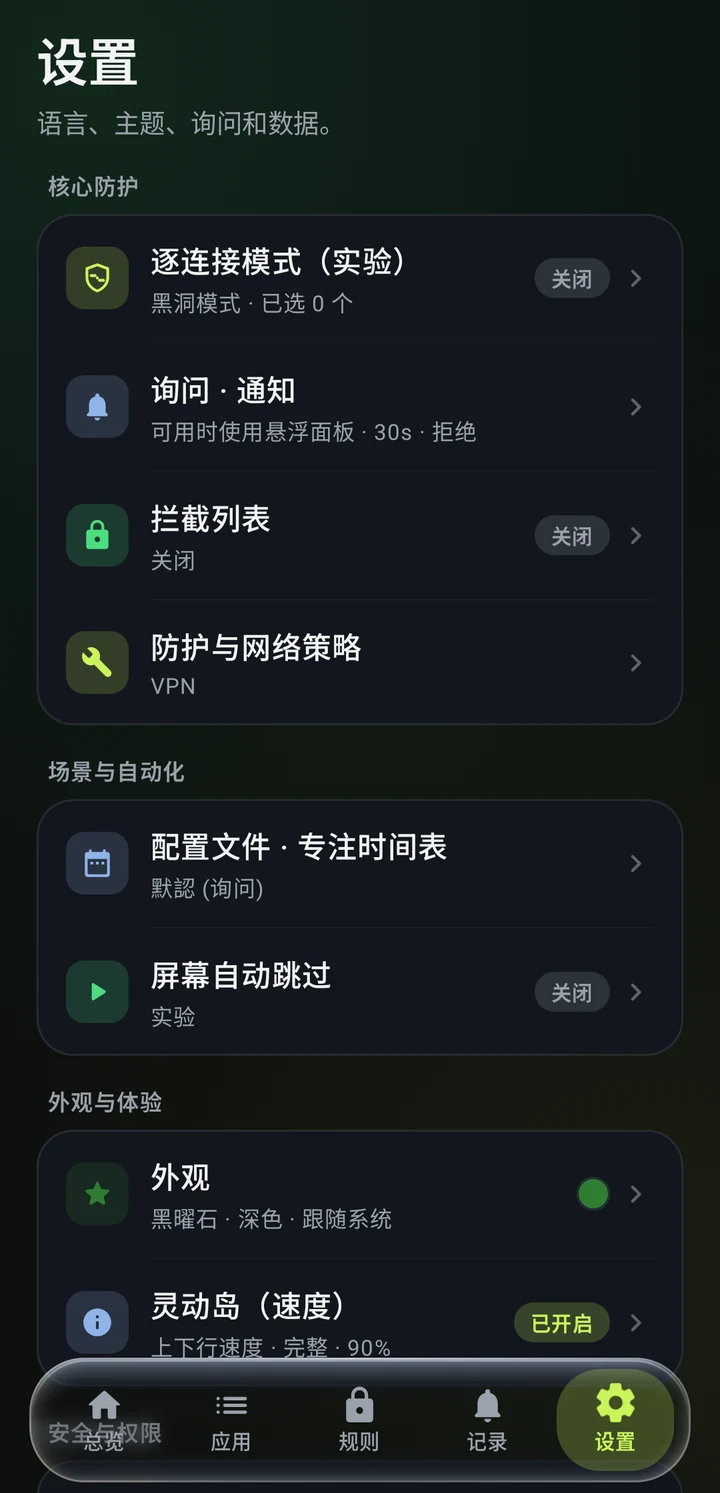 设置
语言、主题、询问和数据。
核心防护
逐连接模式（实验）
黑洞模式 · 已选 0 个
关闭
询问 · 通知
可用时使用悬浮面板 · 30s · 拒绝
拦截列表
关闭
关闭
防护与网络策略
VPN
场景与自动化
配置文件 · 专注时间表
默認 (询问)
屏幕自动跳过
实验
关闭
外观与体验
外观
黑曜石 · 深色 · 跟随系统
灵动岛（速度）
上下行速度 · 完整 · 90%
已开启
安全与权限
总览
应用
规则
记录
设置